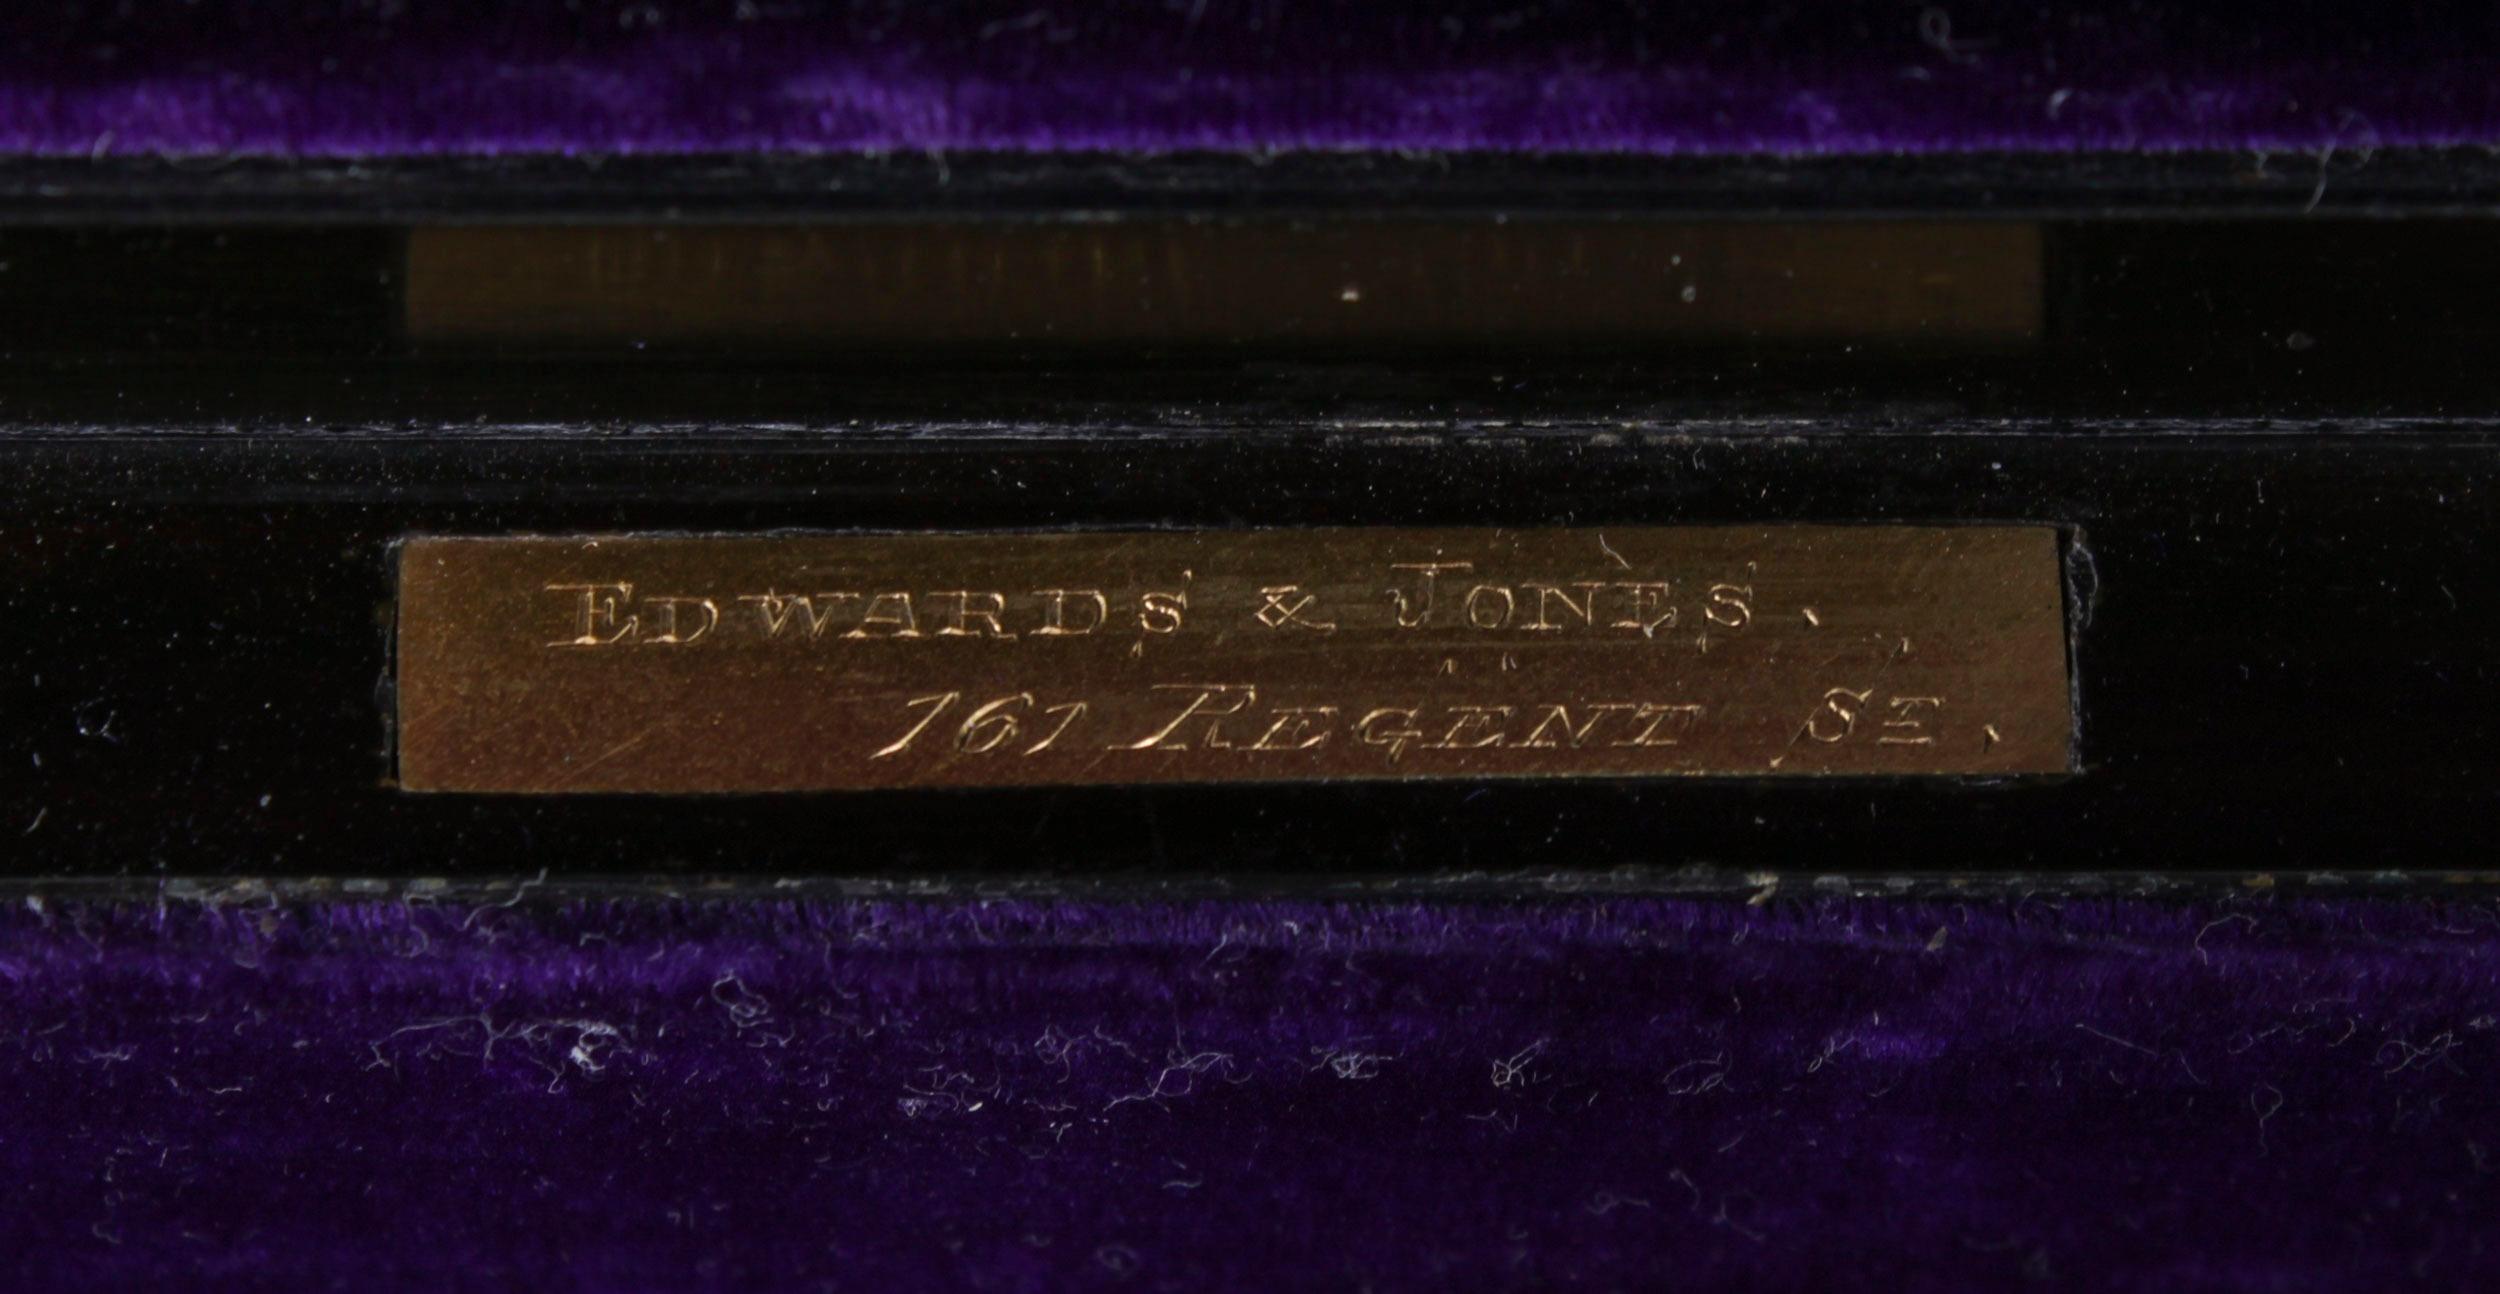 EDWARDS & JONES.
161 REGENT ST.